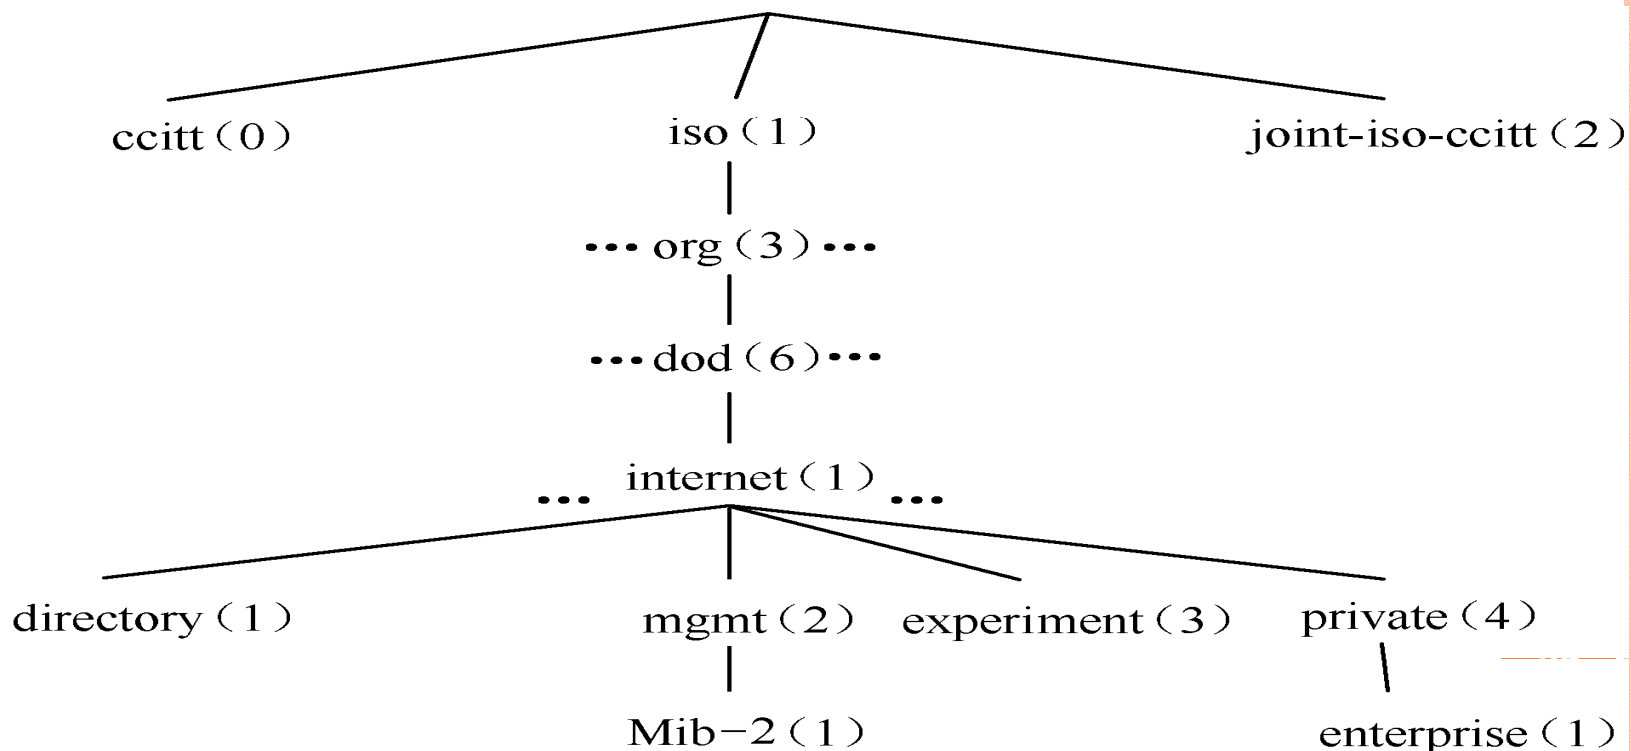 ccitt（0） iso（1） joint-iso-ccitt（2）
••• org（3）•••
••• dod（6）•••
••• internet（1） •••
directory（1） mgmt（2） experiment（3） private（4）
Mib-2（1） enterprise（1）